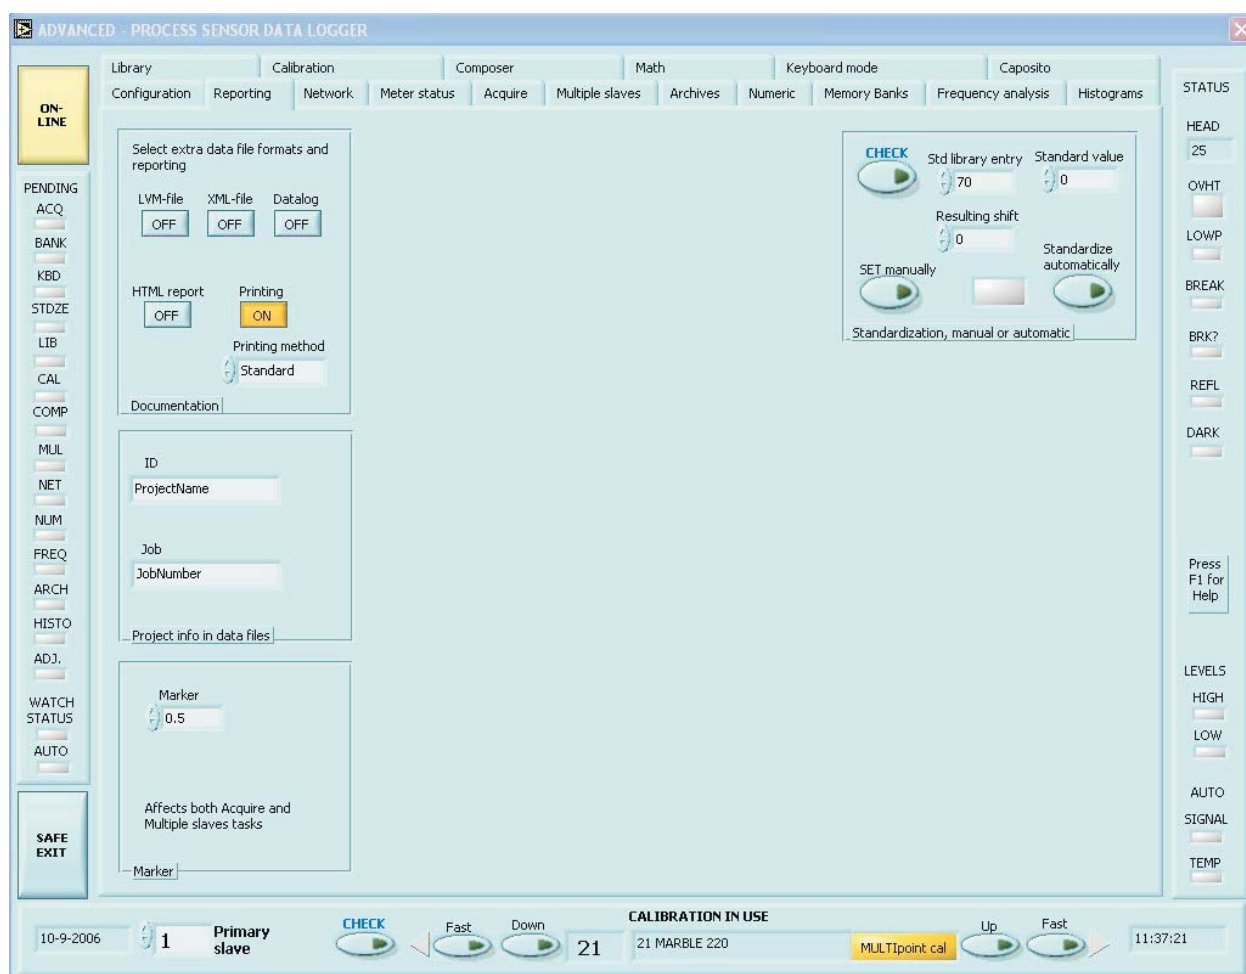 ADVANCED - PROCESS SENSOR DATA LOGGER
Library
Calibration
Composer
Math
Keyboard mode
Caposito
Configuration
Reporting
Network
Meter status
Acquire
Multiple slaves
Archives
Numeric
Memory Banks
Frequency analysis
Histograms
ON-
LINE
PENDING
ACQ
BANK
KBD
STDZE
LIB
CAL
COMP
MUL
NET
NUM
FREQ
ARCH
HISTO
ADJ.
WATCH
STATUS
AUTO
SAFE
EXIT
Select extra data file formats and
reporting
LVM-file
XML-file
Datalog
OFF
OFF
OFF
HTML report
Printing
OFF
ON
Printing method
Standard
Documentation
ID
ProjectName
Job
JobNumber
Project info in data files
Marker
0.5
Affects both Acquire and
Multiple slaves tasks
Marker
CHECK
Std library entry
Standard value
70
0
Resulting shift
0
SET manually
Standardize
automatically
Standardization, manual or automatic
STATUS
HEAD
25
OVHT
LOWP
BREAK
BRK?
REFL
DARK
Press
F1 for
Help
LEVELS
HIGH
LOW
AUTO
SIGNAL
TEMP
10-9-2006
1
Primary
slave
CHECK
Fast
Down
21
CALIBRATION IN USE
21 MARBLE 220
MULTIpoint cal
Up
Fast
11:37:21